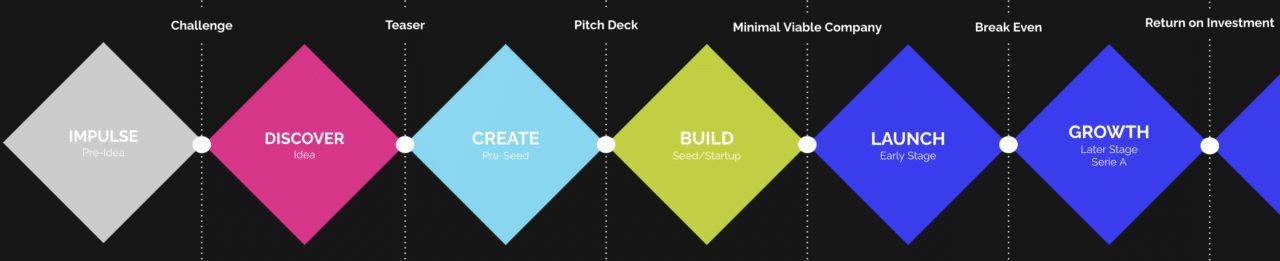 Challenge
Teaser
Pitch Deck
Minimal Viable Company
Break Even
Return on Investment
IMPULSE
Pre-Idea
DISCOVER
Idea
CREATE
Pre-Seed
BUILD
Seed/Startup
LAUNCH
Early Stage
GROWTH
Later Stage
Serie A